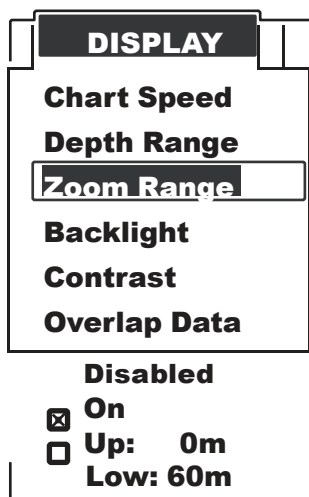 DISPLAY
Chart Speed
Depth Range
Zoom Range
Backlight
Contrast
Overlap Data
Disabled
On
Up: 0m
Low: 60m